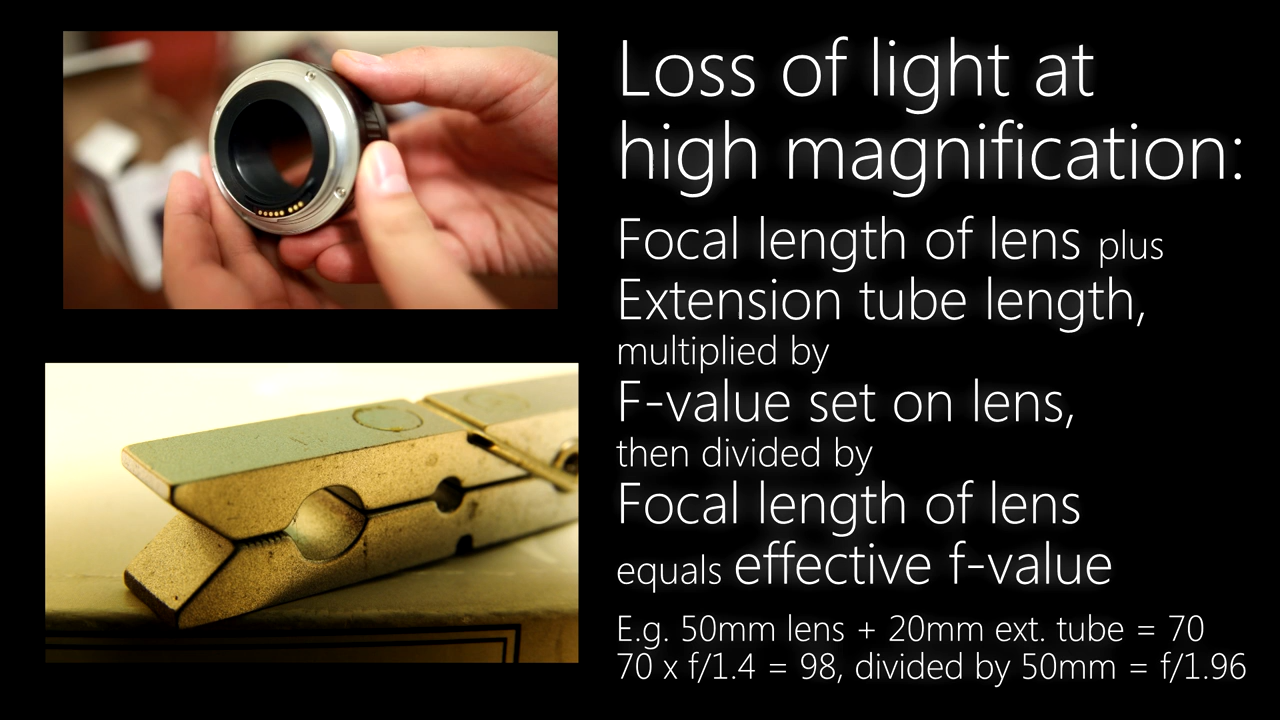 Loss of light at
high magnification:
Focal length of lens plus
Extension tube length,
multiplied by
F-value set on lens,
then divided by
Focal length of lens
equals effective f-value
E.g. 50mm lens + 20mm ext. tube = 70
70 x f/1.4 = 98, divided by 50mm = f/1.96